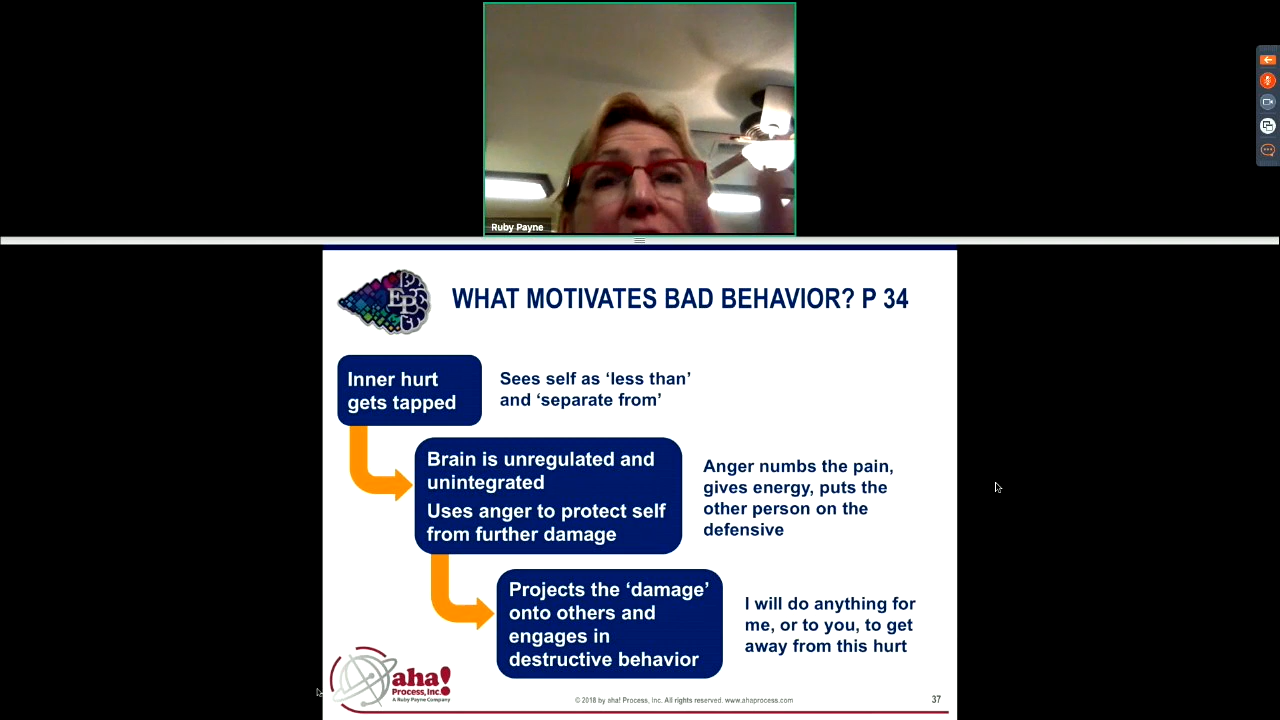 Ruby Payne
EP
WHAT MOTIVATES BAD BEHAVIOR? P 34
Inner hurt
gets tapped
Sees self as ‘less than’
and ‘separate from’
Brain is unregulated and
unintegrated
Uses anger to protect self
from further damage
Anger numbs the pain,
gives energy, puts the
other person on the
defensive
Projects the ‘damage’
onto others and
engages in
destructive behavior
I will do anything for
me, or to you, to get
away from this hurt
aha!
Process, Inc.
A Ruby Payne Company
© 2018 by aha! Process, Inc. All rights reserved. www.ahaprocess.com
37